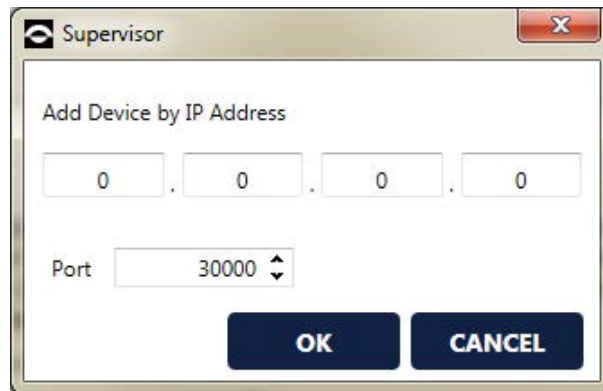 Supervisor
Add Device by IP Address
0 . 0 . 0 . 0
Port 30000
OK CANCEL